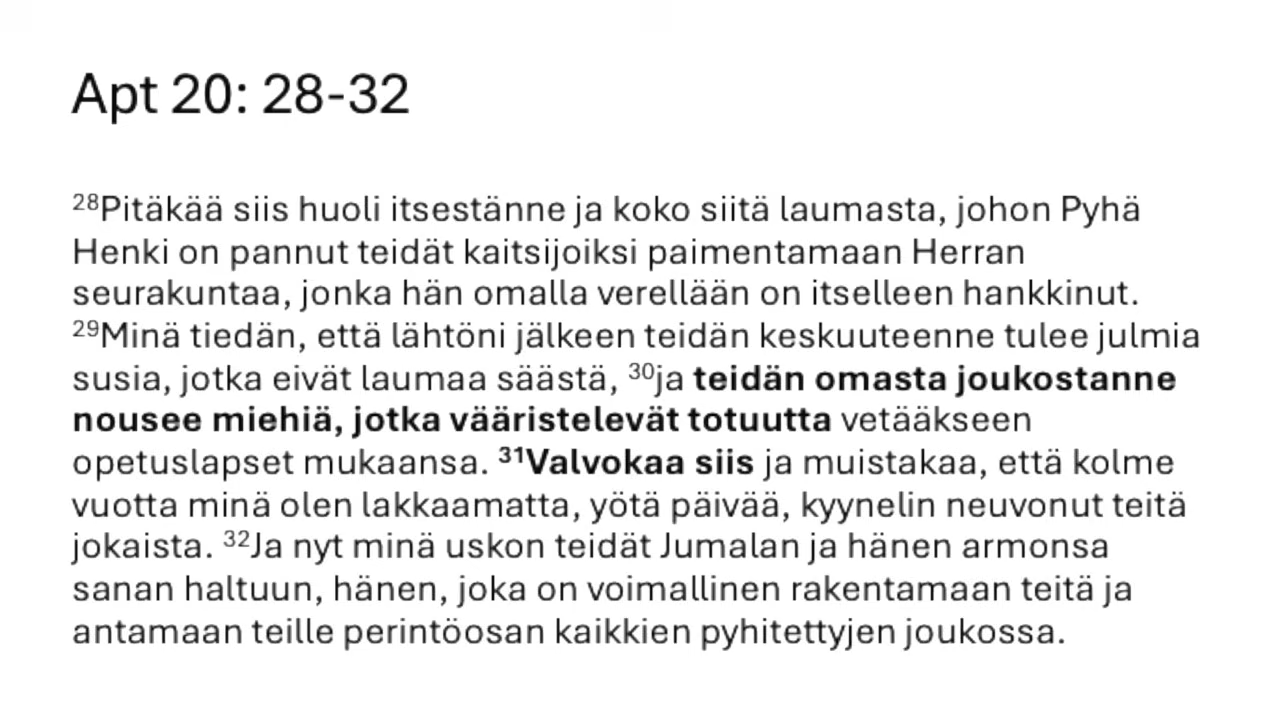 Apt 20: 28-32
²⁸Pitäkää siis huoli itsestänne ja koko siitä laumasta, johon Pyhä
Henki on pannut teidät kaitsijoiksi paimentamaan Herran
seurakuntaa, jonka hän omalla verellään on itselleen hankkinut.
²⁹Minä tiedän, että lähtöni jälkeen teidän keskuuteenne tulee julmia
susia, jotka eivät laumaa säästä, ³⁰ja teidän omasta joukostanne
nousee miehiä, jotka vääristelevät totuutta vetääkseen
opetuslapset mukaansa. ³¹Valvokaa siis ja muistakaa, että kolme
vuotta minä olen lakkaamatta, yötä päivää, kyynelin neuvonut teitä
jokaista. ³²Ja nyt minä uskon teidät Jumalan ja hänen armonsa
sanan haltuun, hänen, joka on voimallinen rakentamaan teitä ja
antamaan teille perintöosan kaikkien pyhitettyjen joukossa.